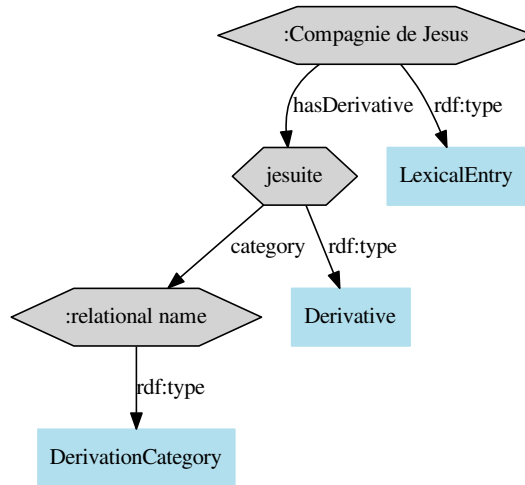 :Compagnie de Jesus
hasDerivative
rdf:type
jesuite
LexicalEntry
category
rdf:type
:relational name
Derivative
rdf:type
DerivationCategory